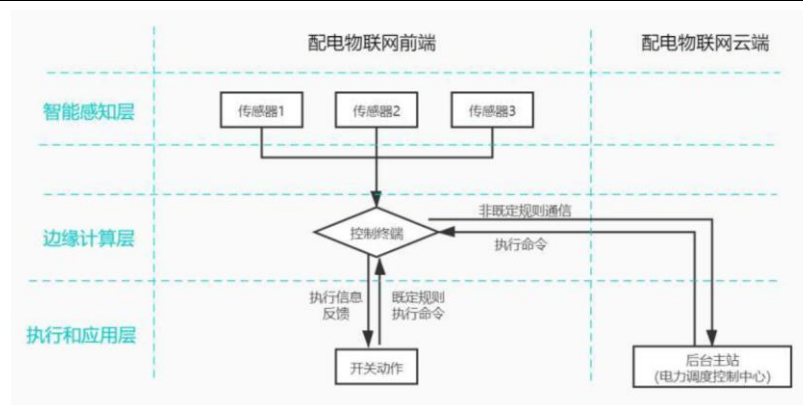 配电物联网前端
配电物联网云端
智能感知层
传感器1
传感器2
传感器3
边缘计算层
控制终端
非既定规则通信
执行命令
执行信息
反馈
既定规则
执行命令
执行和应用层
开关动作
后台主站
(电力调度控制中心)